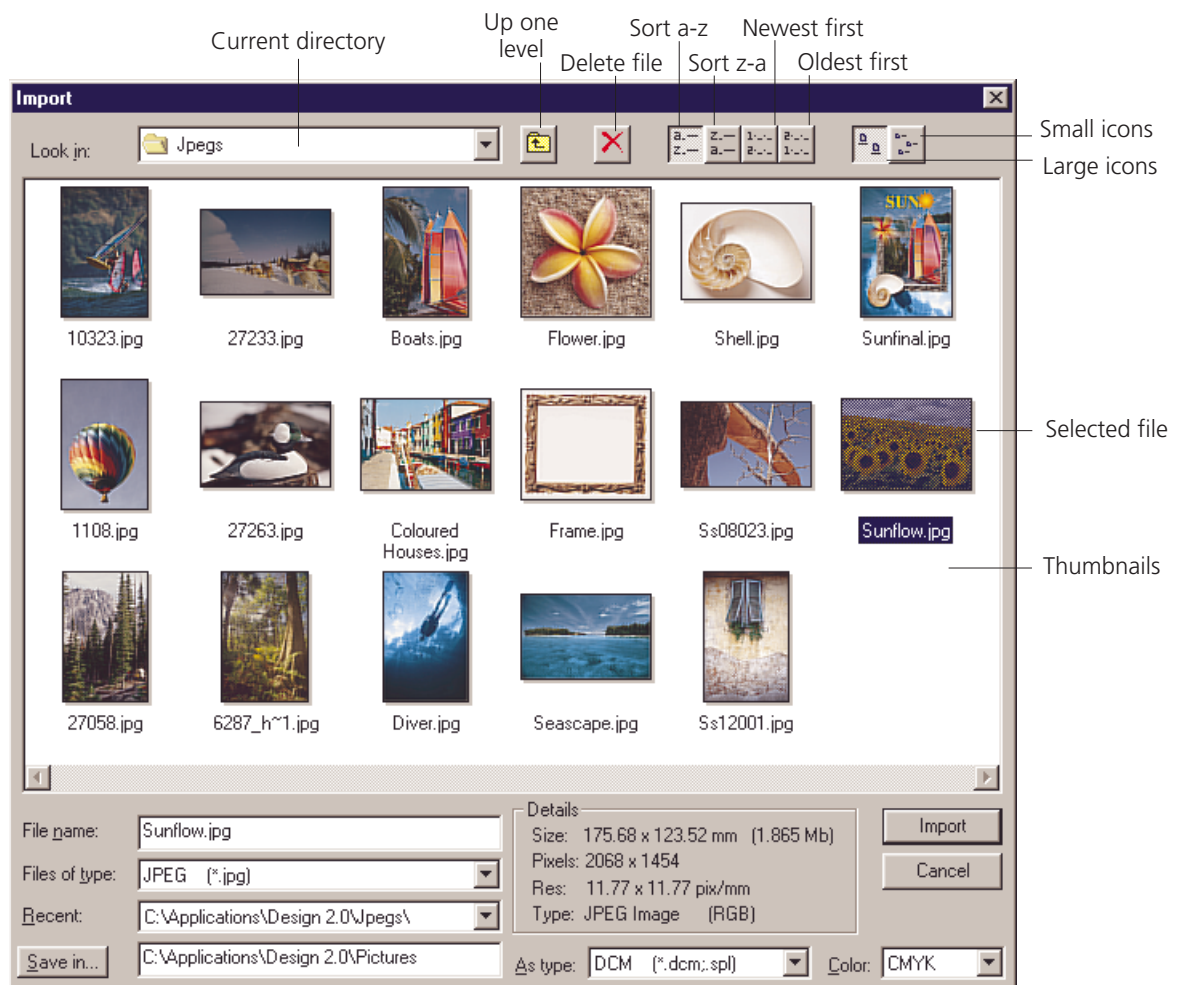 Up one
level
Sort a-z
Newest first
Current directory
Delete file
Sort z-a
Oldest first
Import
Look in:
Jpegs
a.—
z.—
z.—
a.—
Small icons
Large icons
SUN
10323.jpg
27233.jpg
Boats.jpg
Flower.jpg
Shell.jpg
Sunfinal.jpg
Selected file
1108.jpg
27263.jpg
Coloured
Houses.jpg
Frame.jpg
Ss08023.jpg
Sunflow.jpg
Thumbnails
27058.jpg
6287_h~1.jpg
Diver.jpg
Seascape.jpg
Ss12001.jpg
File name:
Sunflow.jpg
Files of type:
JPEG (*.jpg)
Recent:
C:\Applications\Design 2.0\Jpegs\
Save in...
C:\Applications\Design 2.0\Pictures
Details
Size: 175.68 x 123.52 mm (1.865 Mb)
Pixels: 2068 x 1454
Res: 11.77 x 11.77 pix/mm
Type: JPEG Image (RGB)
Import
Cancel
As type: DCM (*.dcm;.spl)
Color: CMYK